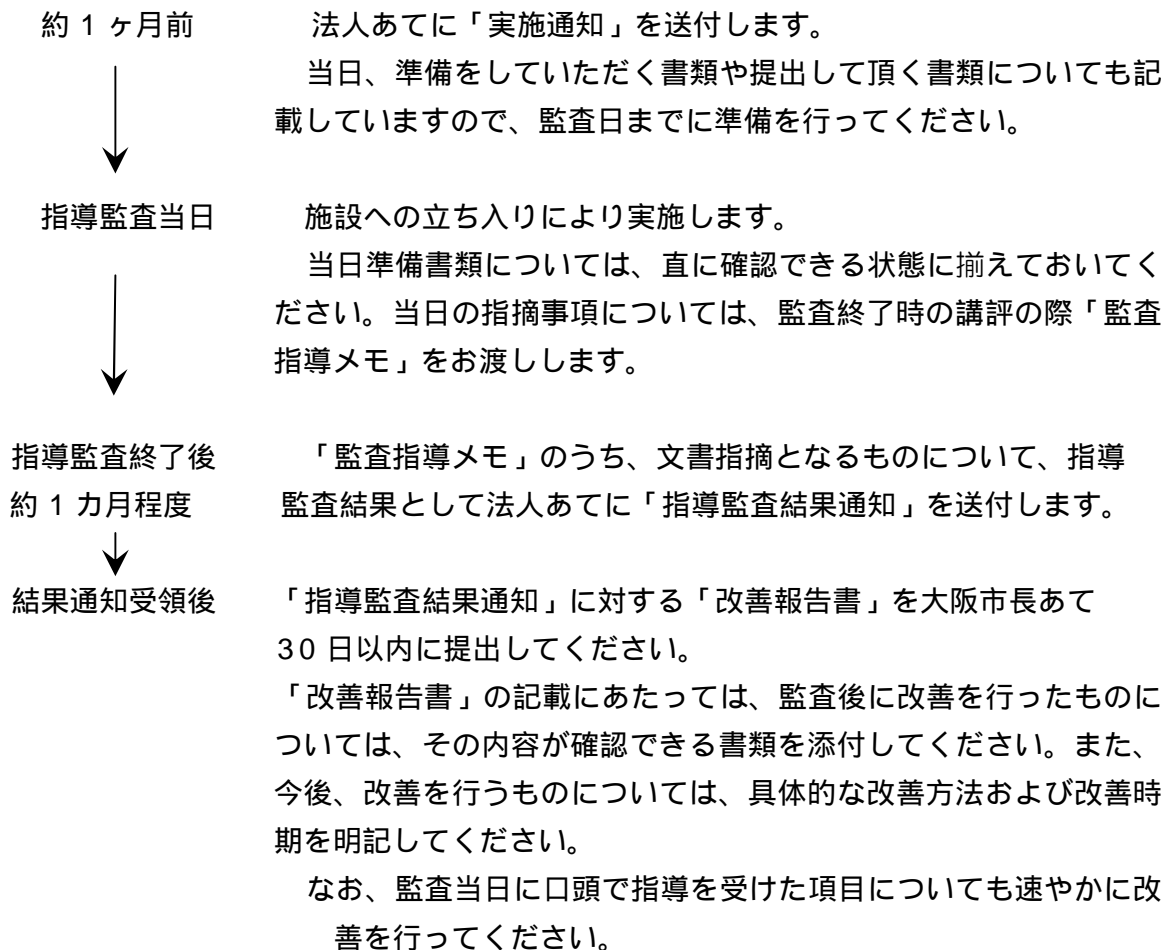 約 1 ヶ月前　法人あてに「実施通知」を送付します。
当日、準備をしていただく書類や提出して頂く書類についても記
載していますので、監査日までに準備を行ってください。
指導監査当日　施設への立ち入りにより実施します。
当日準備書類については、直に確認できる状態に揃えておいてく
ださい。当日の指摘事項については、監査終了時の講評の際「監査
指導メモ」をお渡しします。
指導監査終了後　「監査指導メモ」のうち、文書指摘となるものについて、指導
約 1 カ月程度　監査結果として法人あてに「指導監査結果通知」を送付します。
結果通知受領後　「指導監査結果通知」に対する「改善報告書」を大阪市長あて
30 日以内に提出してください。
「改善報告書」の記載にあたっては、監査後に改善を行ったものに
ついては、その内容が確認できる書類を添付してください。また、
今後、改善を行うものについては、具体的な改善方法および改善時
期を明記してください。
なお、監査当日に口頭で指導を受けた項目についても速やかに改
善を行ってください。